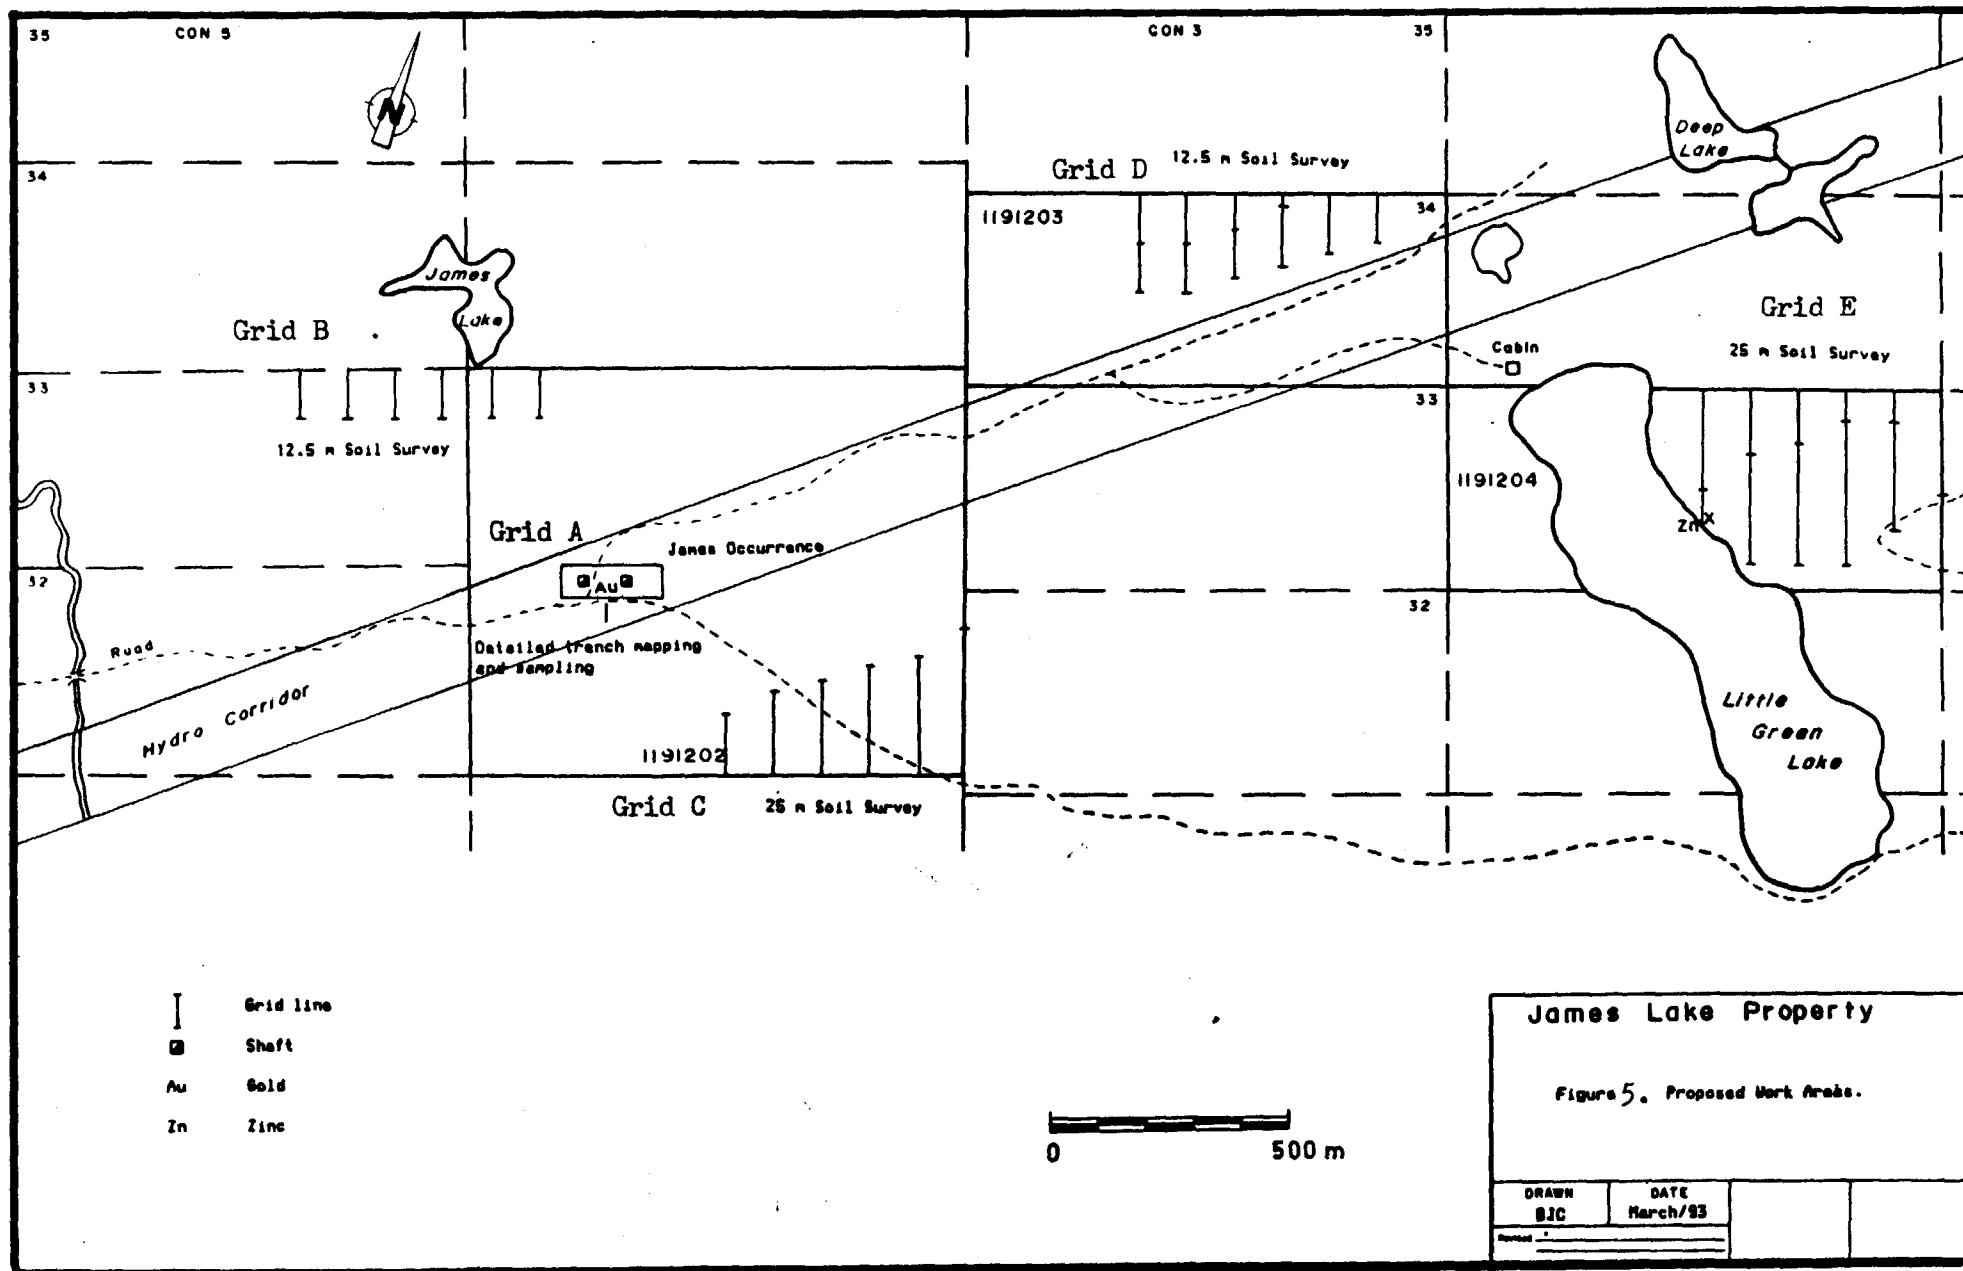 35 CON 5 CON 3 35
N
Deep
Lake
34
Grid D 12.5 m Soil Survey
1191203
34
James
Lake
Grid B
Grid E
Cabin
25 m Soil Survey
33
33
12.5 m Soil Survey
1191204
Zn X
Grid A
James Occurrence
32
Au
32
Road
Detailed trench mapping
and sampling
Hydro Corridor
1191202
Grid C 25 m Soil Survey
Little
Green
Lake
Grid line
Shaft
Au Gold
Zn Zinc
0 500 m
James Lake Property
Figure 5. Proposed Work Areas.
DRAWN
BJC
DATE
March/93
Revised